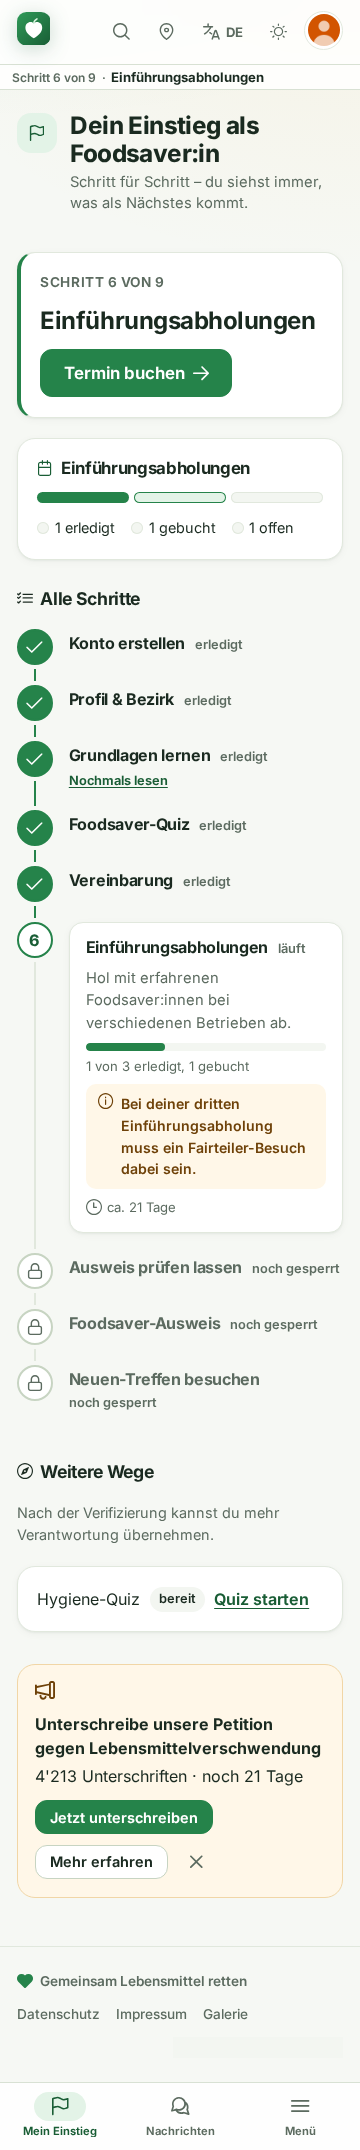 DE
Schritt 6 von 9 · Einführungsabholungen
Dein Einstieg als
Foodsaver:in
Schritt für Schritt – du siehst immer,
was als Nächstes kommt.
SCHRITT 6 VON 9
Einführungsabholungen
Termin buchen
Einführungsabholungen
1 erledigt 1 gebucht 1 offen
Alle Schritte
Konto erstellen erledigt
Profil & Bezirk erledigt
Grundlagen lernen erledigt
Nochmals lesen
Foodsaver-Quiz erledigt
Vereinbarung erledigt
6 Einführungsabholungen läuft
Hol mit erfahrenen
Foodsaver:innen bei
verschiedenen Betrieben ab.
1 von 3 erledigt, 1 gebucht
Bei deiner dritten
Einführungsabholung
muss ein Fairteiler-Besuch
dabei sein.
ca. 21 Tage
Ausweis prüfen lassen noch gesperrt
Foodsaver-Ausweis noch gesperrt
Neuen-Treffen besuchen
noch gesperrt
Weitere Wege
Nach der Verifizierung kannst du mehr
Verantwortung übernehmen.
Hygiene-Quiz bereit Quiz starten
Unterschreibe unsere Petition
gegen Lebensmittelverschwendung
4'213 Unterschriften · noch 21 Tage
Jetzt unterschreiben
Mehr erfahren
Gemeinsam Lebensmittel retten
Datenschutz Impressum Galerie
Mein Einstieg Nachrichten Menü